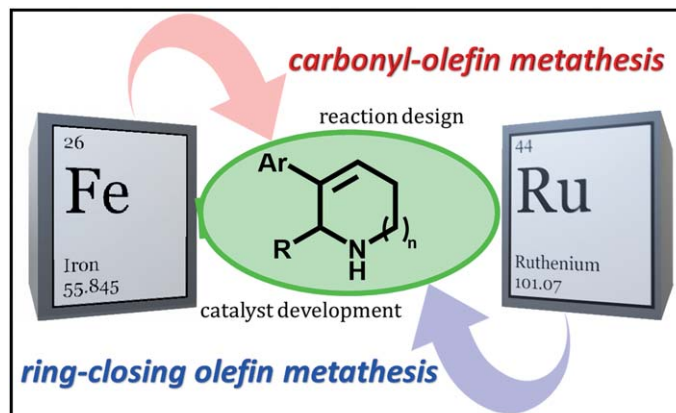 carbonyl-olefin metathesis
reaction design
26
Fe
Iron
55.845
Ar
R
N
H
( )n
44
Ru
Ruthenium
101.07
catalyst development
ring-closing olefin metathesis